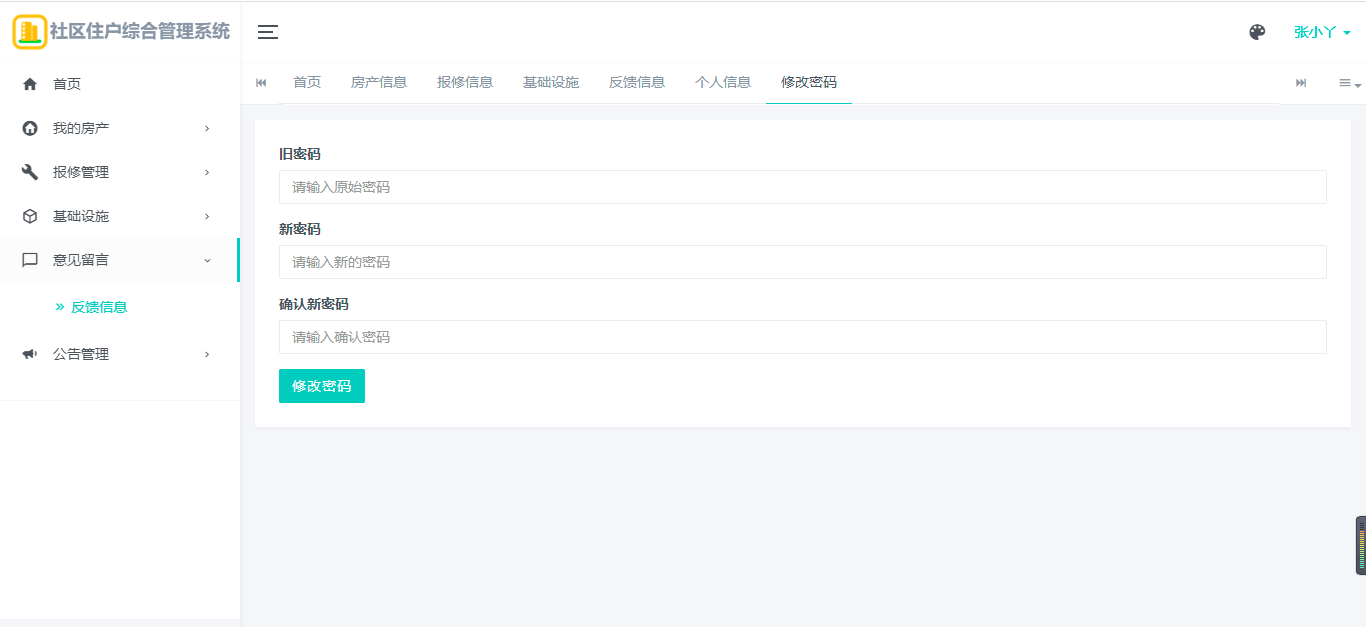 社区住户综合管理系统
张小丫
首页
我的房产
报修管理
基础设施
意见留言
反馈信息
公告管理
首页 房产信息 报修信息 基础设施 反馈信息 个人信息 修改密码
旧密码
请输入原始密码
新密码
请输入新的密码
确认新密码
请输入确认密码
修改密码